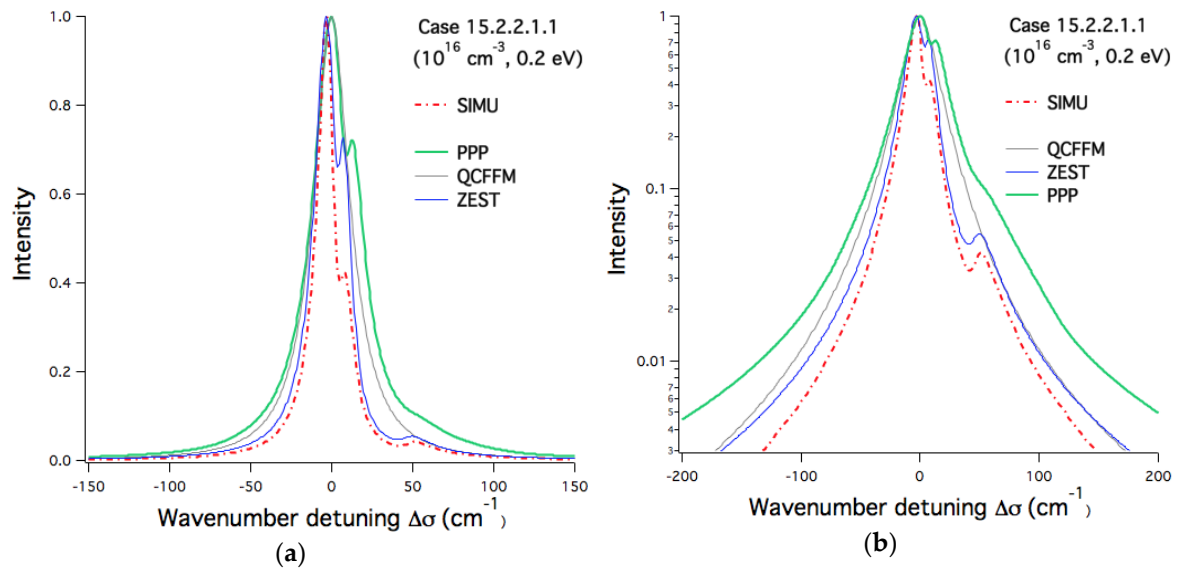 Case 15.2.2.1.1
(10¹⁶ cm⁻³, 0.2 eV)
SIMU
PPP
QCFFM
ZEST
1.0
0.8
0.6
0.4
0.2
0.0
Intensity
-150
-100
-50
0
50
100
150
Wavenumber detuning Δσ (cm⁻¹)
(a)
Case 15.2.2.1.1
(10¹⁶ cm⁻³, 0.2 eV)
SIMU
QCFFM
ZEST
PPP
1
7
6
5
4
3
2
0.1
7
6
5
4
3
2
0.01
7
6
5
4
3
Intensity
-200
-100
0
100
200
Wavenumber detuning Δσ (cm⁻¹)
(b)